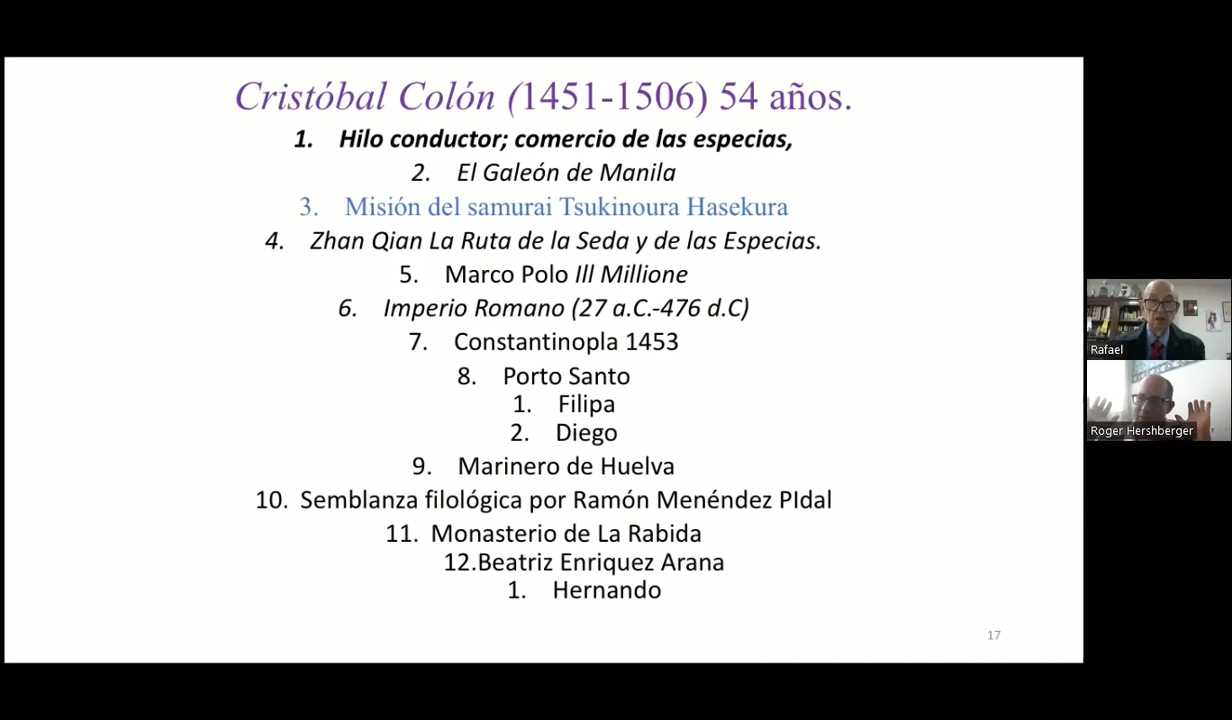 Cristóbal Colón (1451-1506) 54 años.
1. Hilo conductor; comercio de las especias,
2. El Galeón de Manila
3. Misión del samurai Tsukinoura Hasekura
4. Zhan Qian La Ruta de la Seda y de las Especias.
5. Marco Polo Ill Millione
6. Imperio Romano (27 a.C.-476 d.C)
7. Constantinopla 1453
8. Porto Santo
1. Filipa
2. Diego
9. Marinero de Huelva
10. Semblanza filológica por Ramón Menéndez PIdal
11. Monasterio de La Rabida
12.Beatriz Enriquez Arana
1. Hernando
17
Rafael
Roger Hershberger